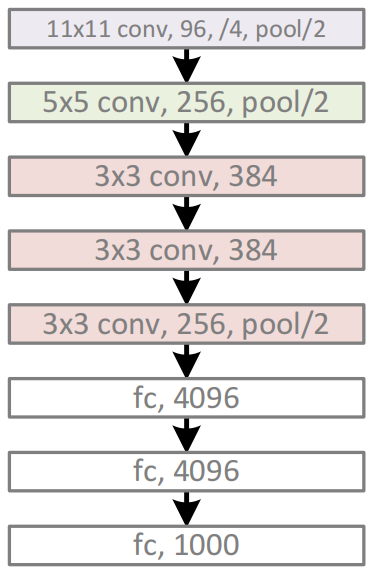 11x11 conv, 96, /4, pool/2
5x5 conv, 256, pool/2
3x3 conv, 384
3x3 conv, 384
3x3 conv, 256, pool/2
fc, 4096
fc, 4096
fc, 1000